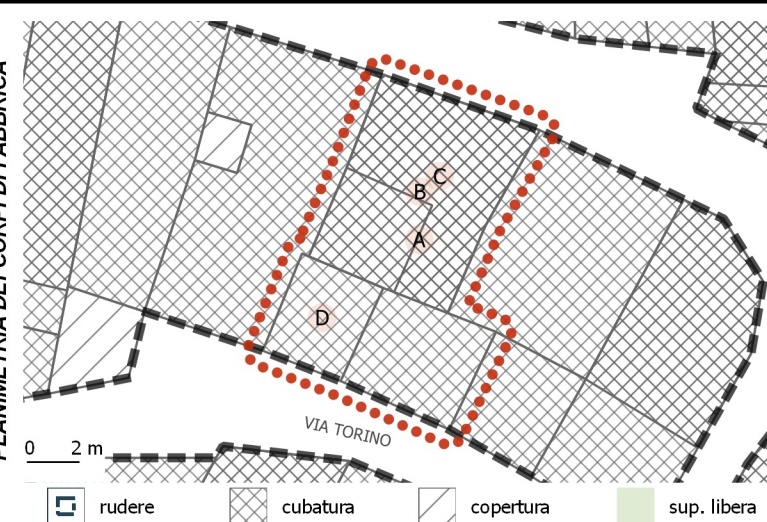 PLANIMETRIA DEI CORPI DI FABBRICA
C
B
A
D
VIA TORINO
0 2 m
rudere
cubatura
copertura
sup. libera